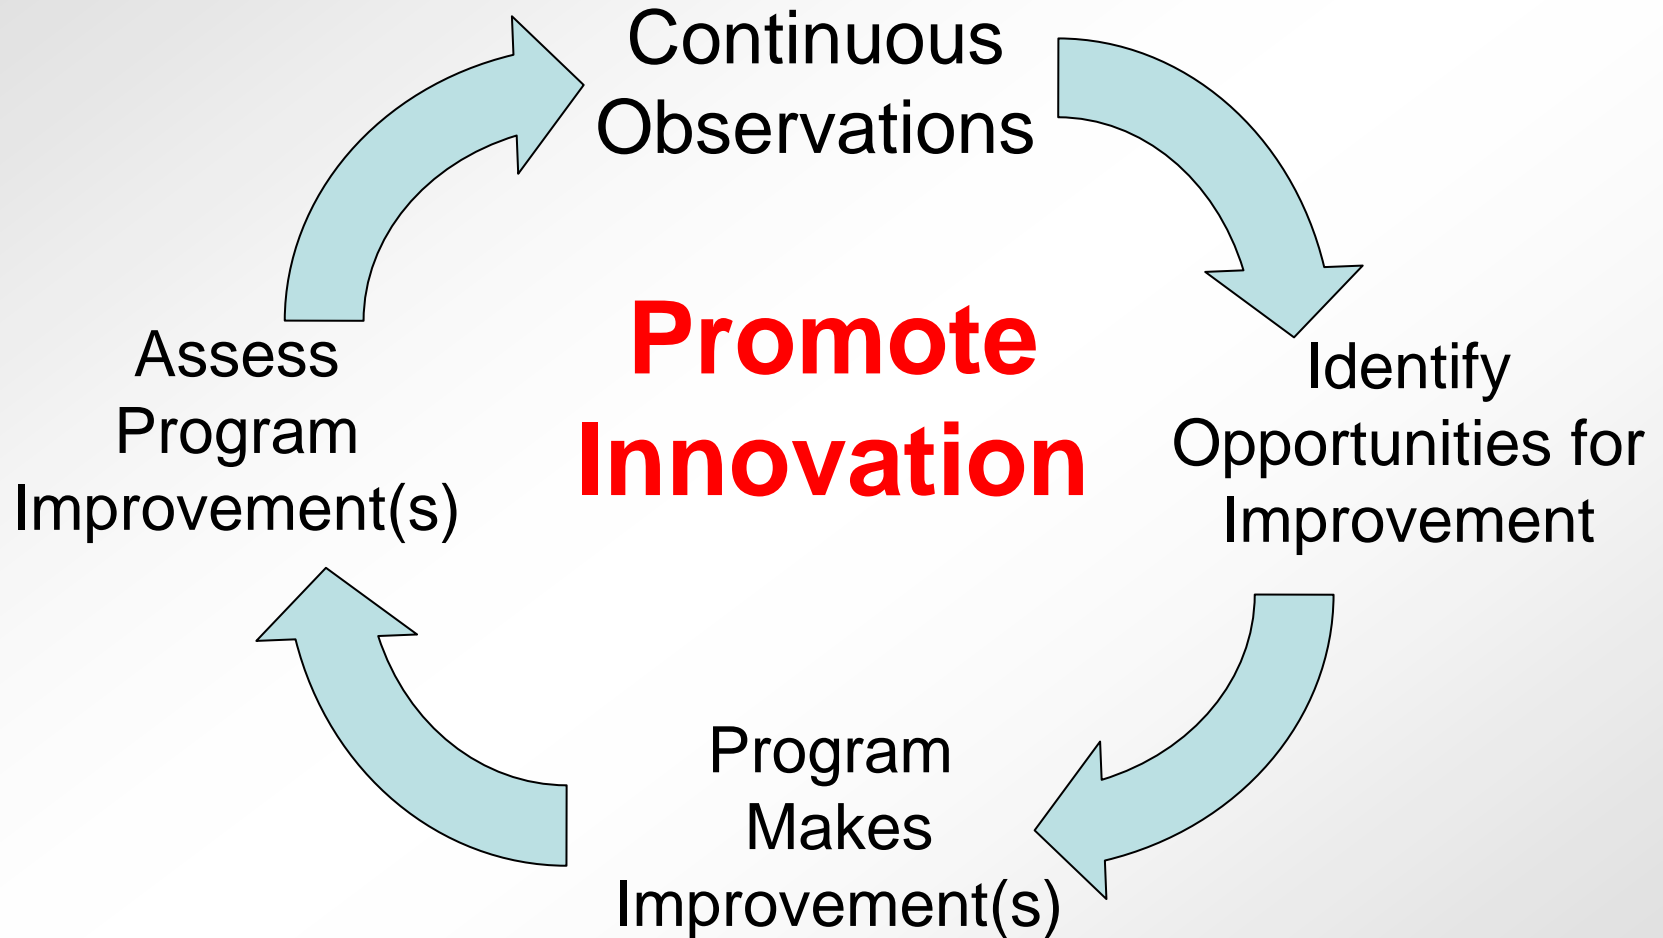 Continuous
Observations
Promote
Innovation
Assess
Program
Improvement(s)
Identify
Opportunities for
Improvement
Program
Makes
Improvement(s)